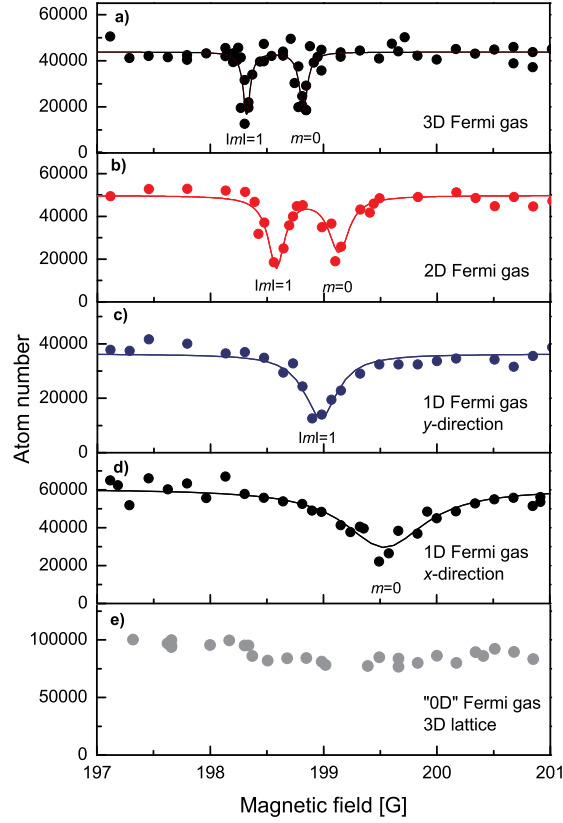 a)
60000
40000
20000
0
|m|=1
m=0
3D Fermi gas
b)
60000
40000
20000
0
|m|=1
m=0
2D Fermi gas
c)
40000
20000
0
|m|=1
1D Fermi gas
y-direction
d)
60000
40000
20000
0
m=0
1D Fermi gas
x-direction
e)
100000
50000
0
"0D" Fermi gas
3D lattice
Atom number
197
198
199
200
201
Magnetic field [G]